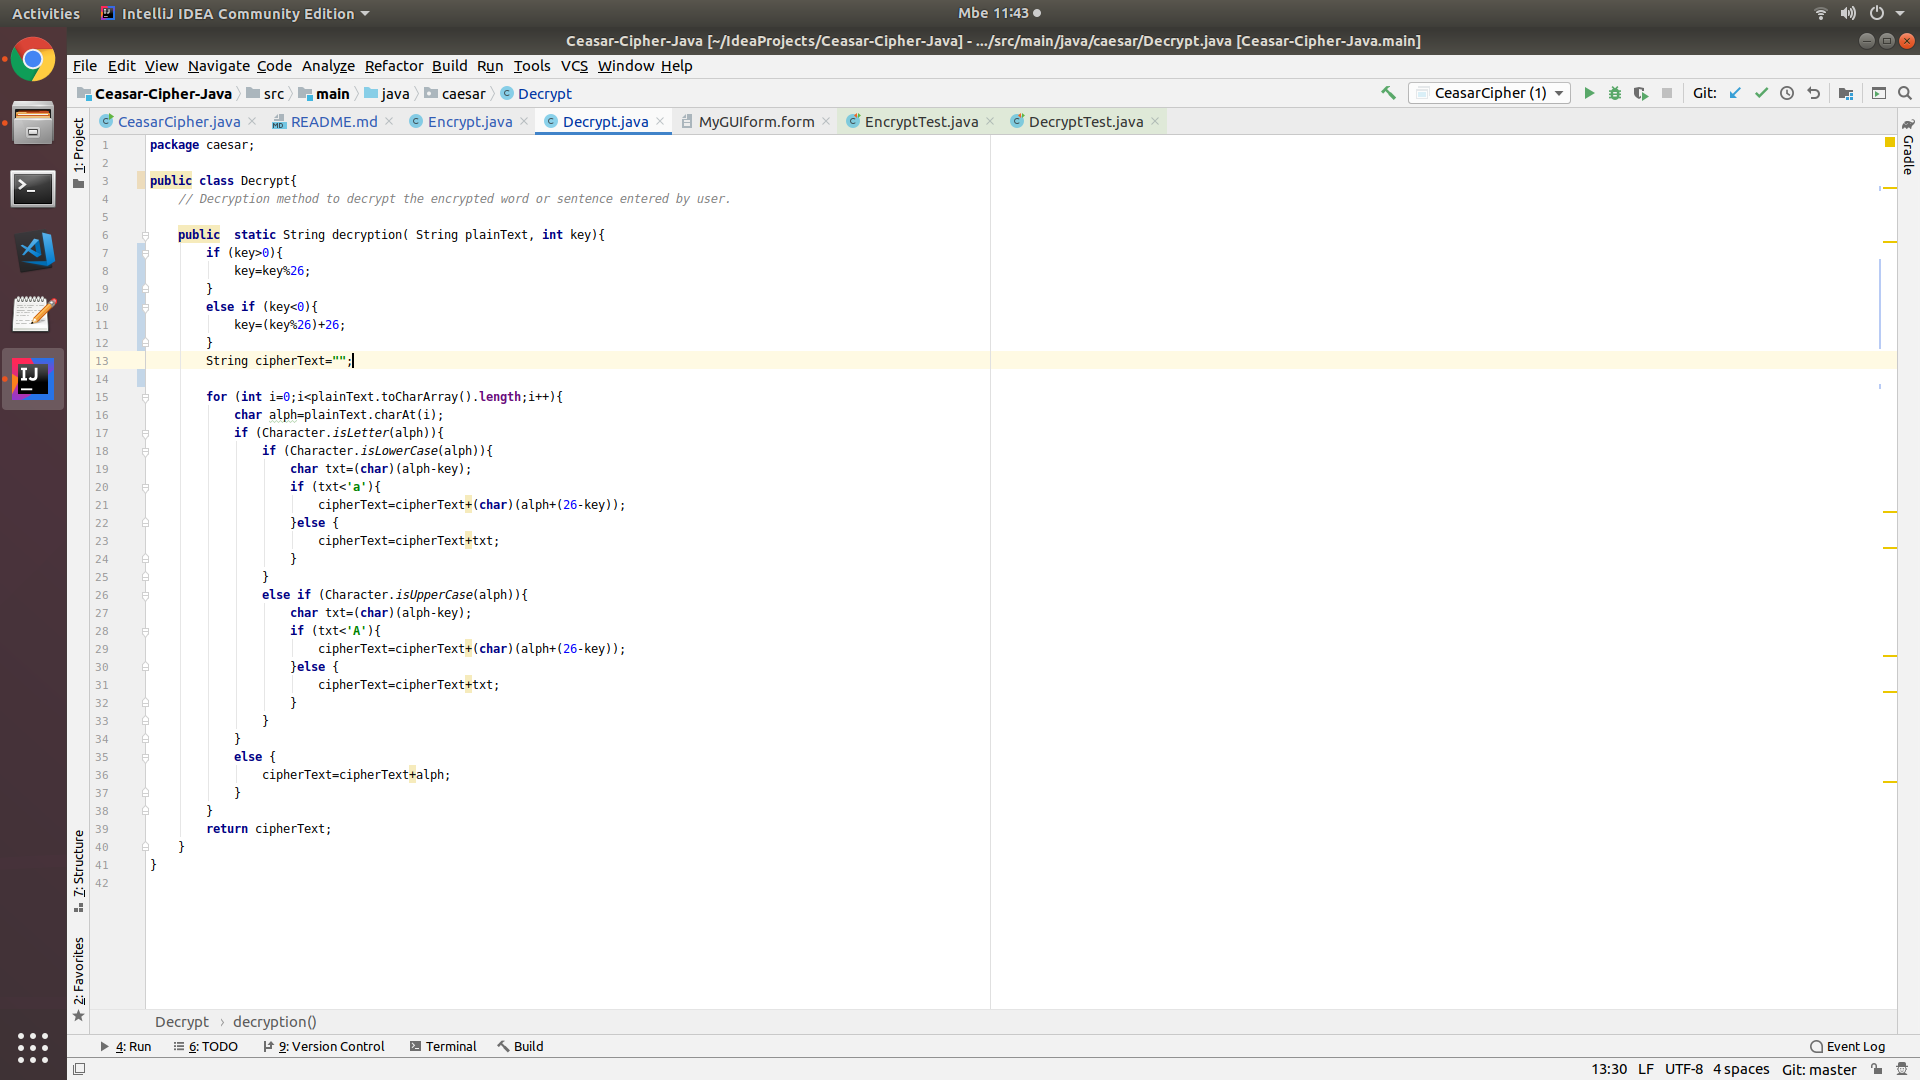 Activities IntelliJ IDEA Community Edition Mbe 11:43
Ceasar-Cipher-Java [~/IdeaProjects/Ceasar-Cipher-Java] - .../src/main/java/caesar/Decrypt.java [Ceasar-Cipher-Java.main]
File Edit View Navigate Code Analyze Refactor Build Run Tools VCS Window Help
Ceasar-Cipher-Java src main java caesar Decrypt CeasarCipher (1) Git:
CeasarCipher.java README.md Encrypt.java Decrypt.java MyGUIform.form EncryptTest.java DecryptTest.java
1: Project
Gradle
1 package caesar;
2
3 public class Decrypt{
4 // Decryption method to decrypt the encrypted word or sentence entered by user.
5
6 public  static String decryption( String plainText, int key){
7 if (key>0){
8 key=key%26;
9 }
10 else if (key<0){
11 key=(key%26)+26;
12 }
13 String cipherText="";
14
15 for (int i=0;i<plainText.toCharArray().length;i++){
16 char alph=plainText.charAt(i);
17 if (Character.isLetter(alph)){
18 if (Character.isLowerCase(alph)){
19 char txt=(char)(alph-key);
20 if (txt<'a'){
21 cipherText=cipherText+(char)(alph+(26-key));
22 }else {
23 cipherText=cipherText+txt;
24 }
25 }
26 else if (Character.isUpperCase(alph)){
27 char txt=(char)(alph-key);
28 if (txt<'A'){
29 cipherText=cipherText+(char)(alph+(26-key));
30 }else {
31 cipherText=cipherText+txt;
32 }
33 }
34 }
35 else {
36 cipherText=cipherText+alph;
37 }
38 }
39 return cipherText;
40 }
41 }
42
7: Structure
2: Favorites
Decrypt › decryption()
4: Run 6: TODO 9: Version Control Terminal Build Event Log
13:30 LF UTF-8 4 spaces Git: master